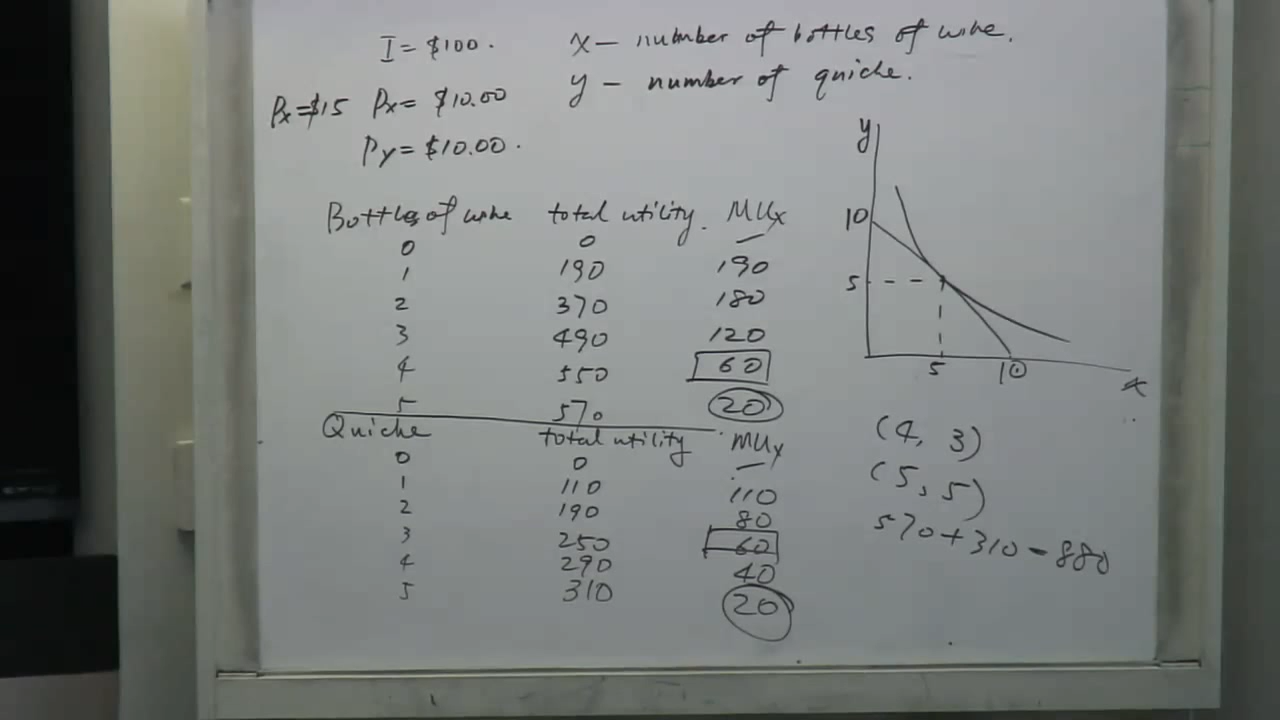 I = $100.
x – number of bottles of wine.
y – number of quiche.
Px = $15 Px = $10.00
Py = $10.00.
Bottles of wine total utility. MUx
0 0 —
1 190 190
2 370 180
3 490 120
4 550 60
5 570 20
Quiche total utility MUy
0 0 —
1 110 110
2 190 80
3 250 60
4 290 40
5 310 20
y
10
5
5 10
x
(4, 3)
(5, 5)
570 + 310 = 880